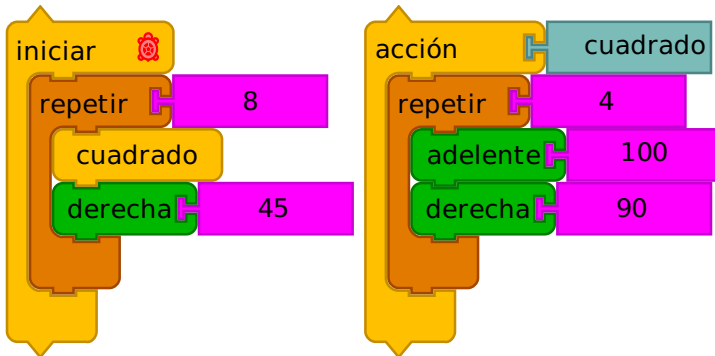 iniciar
repetir 8
cuadrado
derecha 45
acción cuadrado
repetir 4
adelente 100
derecha 90